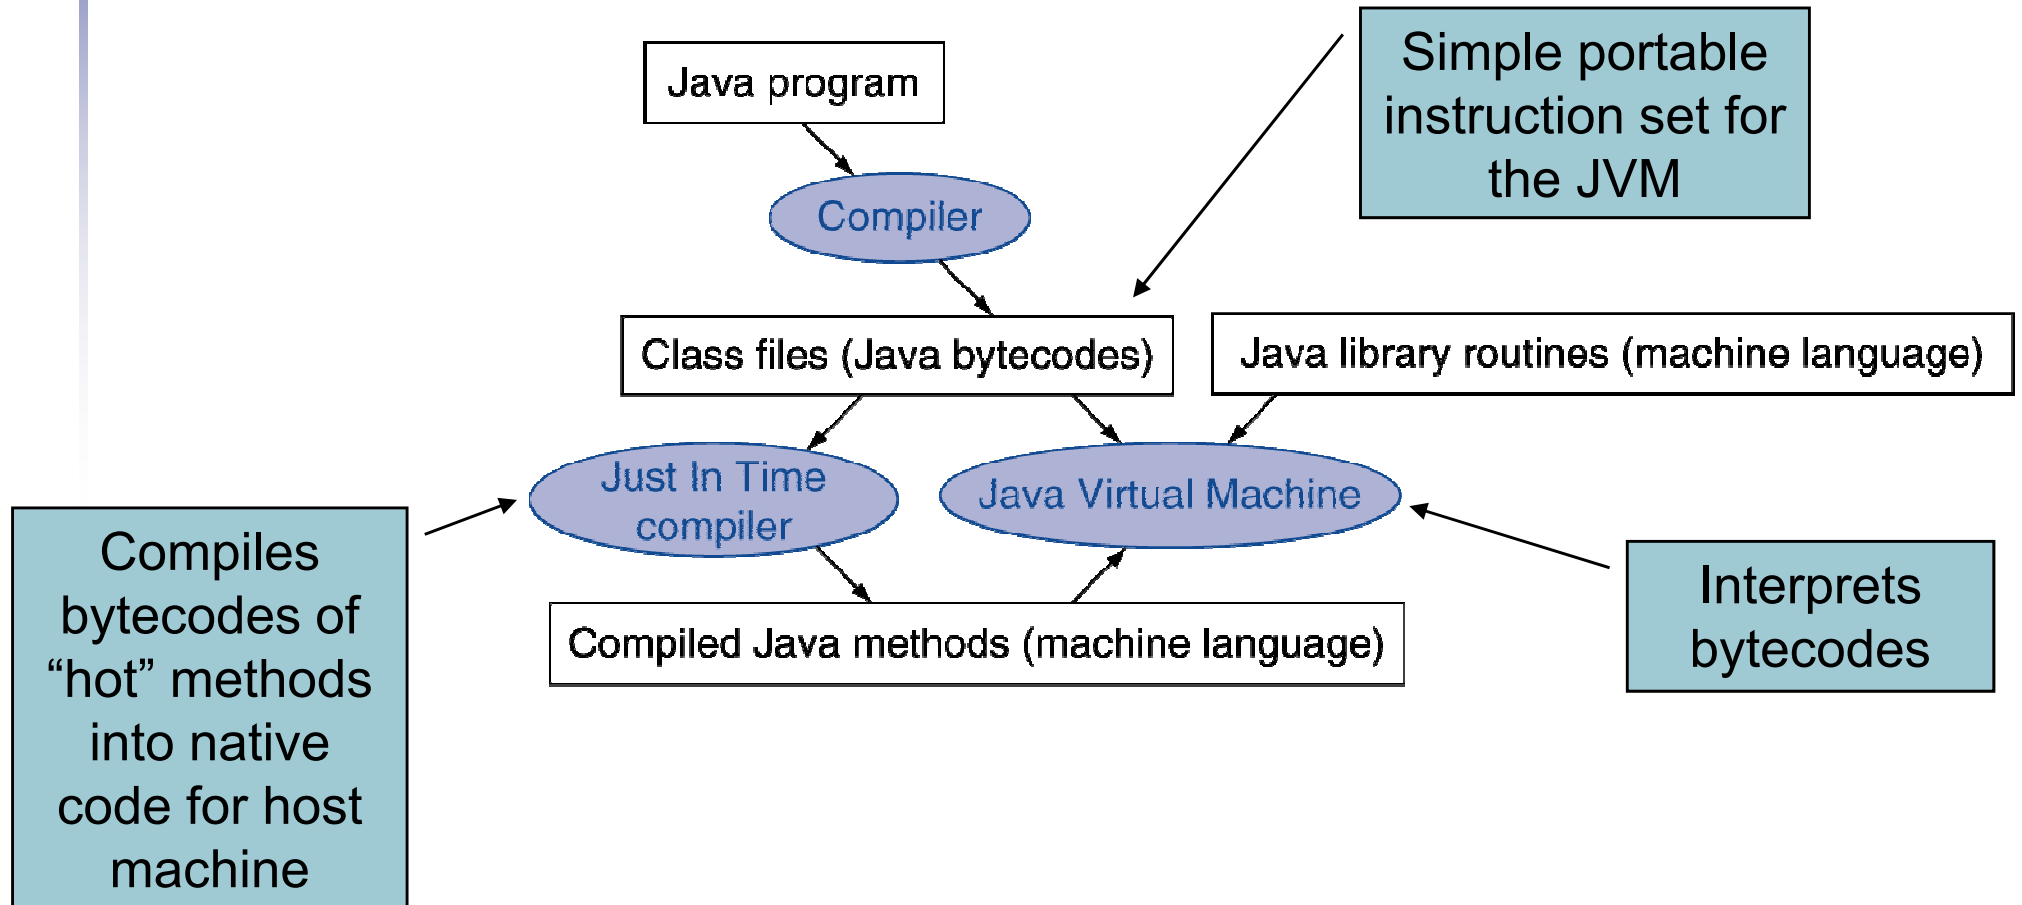 Java program
Simple portable
instruction set for
the JVM
Compiler
Class files (Java bytecodes)
Java library routines (machine language)
Just In Time
compiler
Java Virtual Machine
Compiles
bytecodes of
“hot” methods
into native
code for host
machine
Interprets
bytecodes
Compiled Java methods (machine language)